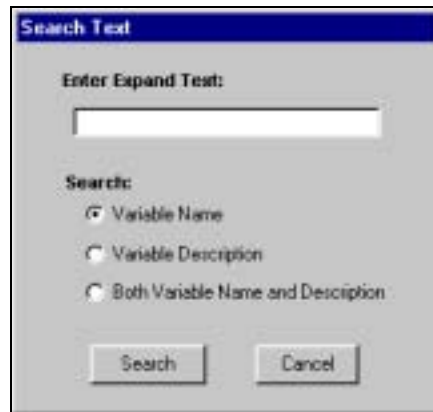 Search Text
Enter Expand Text:
Search:
Variable Name
Variable Description
Both Variable Name and Description
Search Cancel